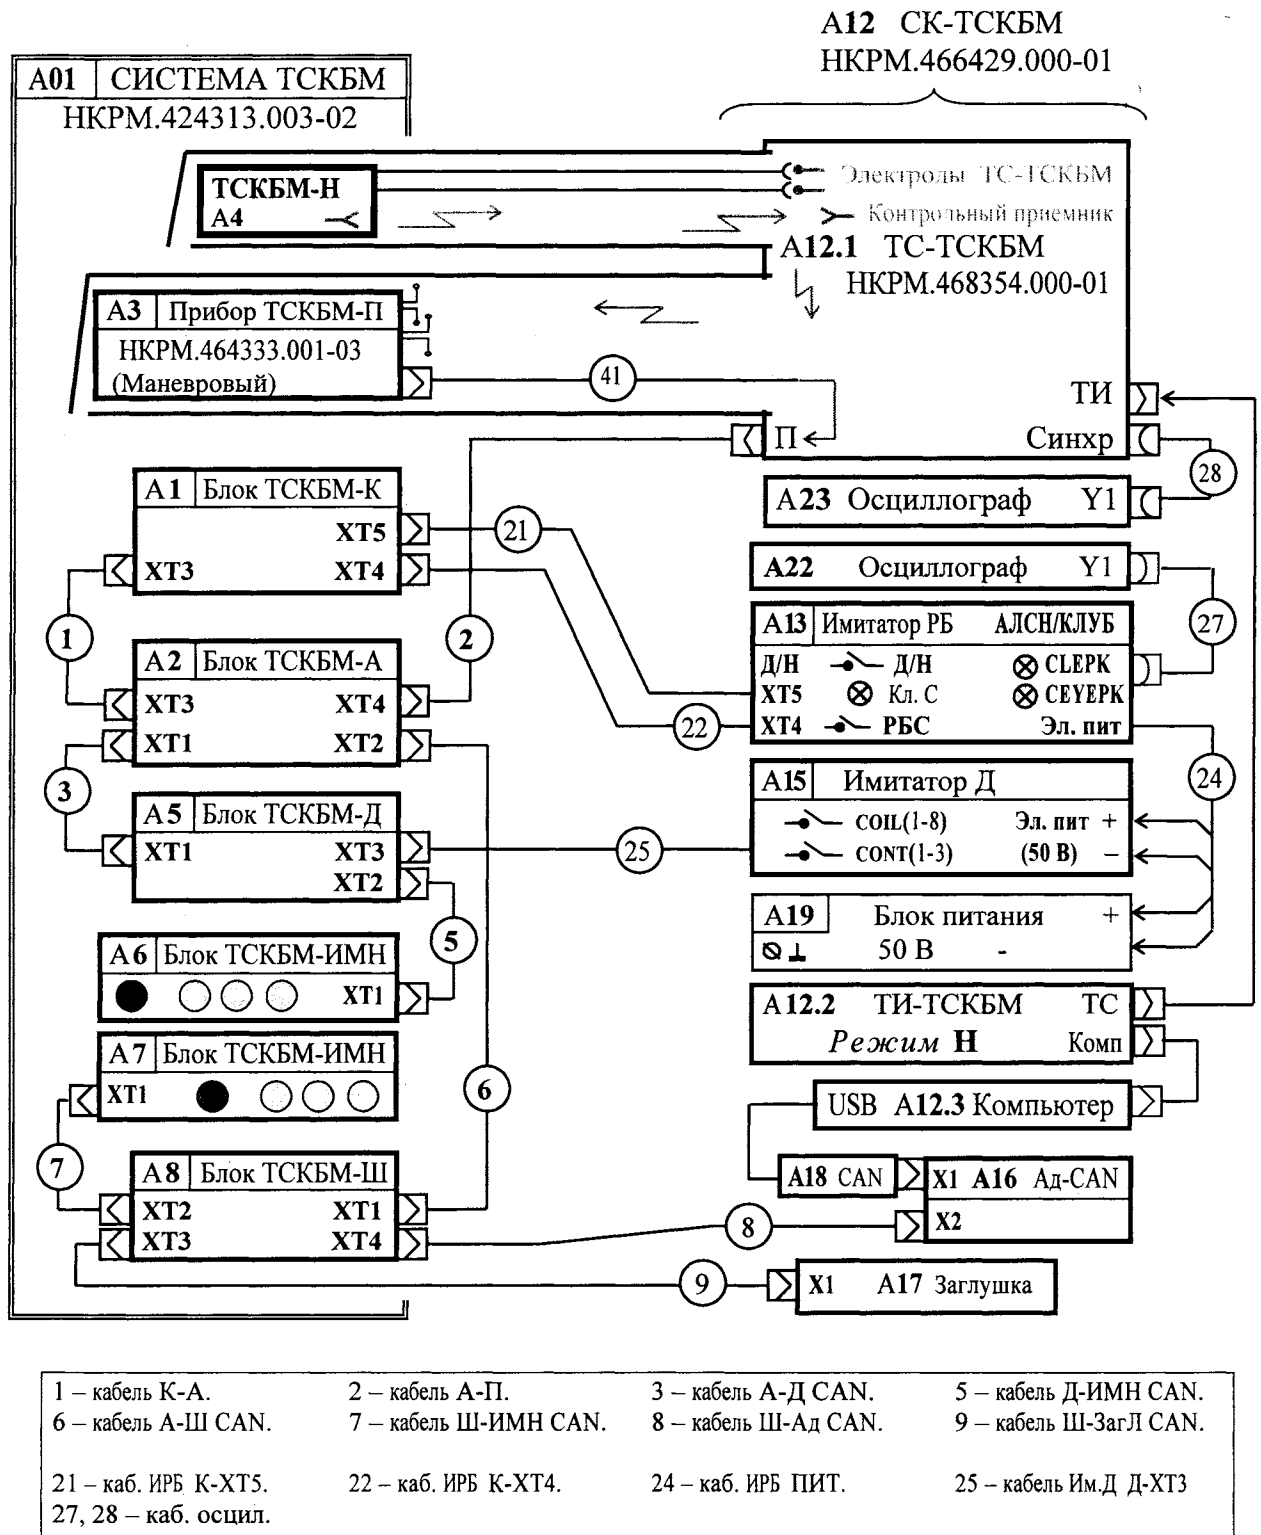 А12 СК-ТСКБМ
НКРМ.466429.000-01
А01 СИСТЕМА ТСКБМ
НКРМ.424313.003-02
ТСКБМ-Н
А4
Электроды ТС-ТСКБМ
Контрольный приемник
А12.1 ТС-ТСКБМ
НКРМ.468354.000-01
А3 Прибор ТСКБМ-П
НКРМ.464333.001-03
(Маневровый)
41
ТИ
П
Синхр
28
А1 Блок ТСКБМ-К
ХТ5
ХТ3 ХТ4
21
А23 Осциллограф Y1
А22 Осциллограф Y1
27
1
2
А2 Блок ТСКБМ-А
ХТ3 ХТ4
ХТ1 ХТ2
А13 Имитатор РБ АЛСН/КЛУБ
Д/Н Д/Н CLEPK
ХТ5 Кл. С CEYEPK
ХТ4 РБС Эл. пит
22
24
3
А5 Блок ТСКБМ-Д
ХТ1 ХТ3
ХТ2
25
А15 Имитатор Д
COIL(1-8) Эл. пит +
CONT(1-3) (50 В) –
5
А19 Блок питания +
50 В -
А6 Блок ТСКБМ-ИМН
ХТ1
А12.2 ТИ-ТСКБМ ТС
Режим Н Комп
А7 Блок ТСКБМ-ИМН
ХТ1
6
USB А12.3 Компьютер
7
А8 Блок ТСКБМ-Ш
ХТ2 ХТ1
ХТ3 ХТ4
А18 CAN
Х1 А16 Ад-CAN
Х2
8
9
Х1 А17 Заглушка
1 – кабель К-А. 2 – кабель А-П. 3 – кабель А-Д CAN. 5 – кабель Д-ИМН CAN.
6 – кабель А-Ш CAN. 7 – кабель Ш-ИМН CAN. 8 – кабель Ш-Ад CAN. 9 – кабель Ш-ЗагЛ CAN.
21 – каб. ИРБ К-ХТ5. 22 – каб. ИРБ К-ХТ4. 24 – каб. ИРБ ПИТ. 25 – кабель Им.Д Д-ХТ3
27, 28 – каб. осцил.